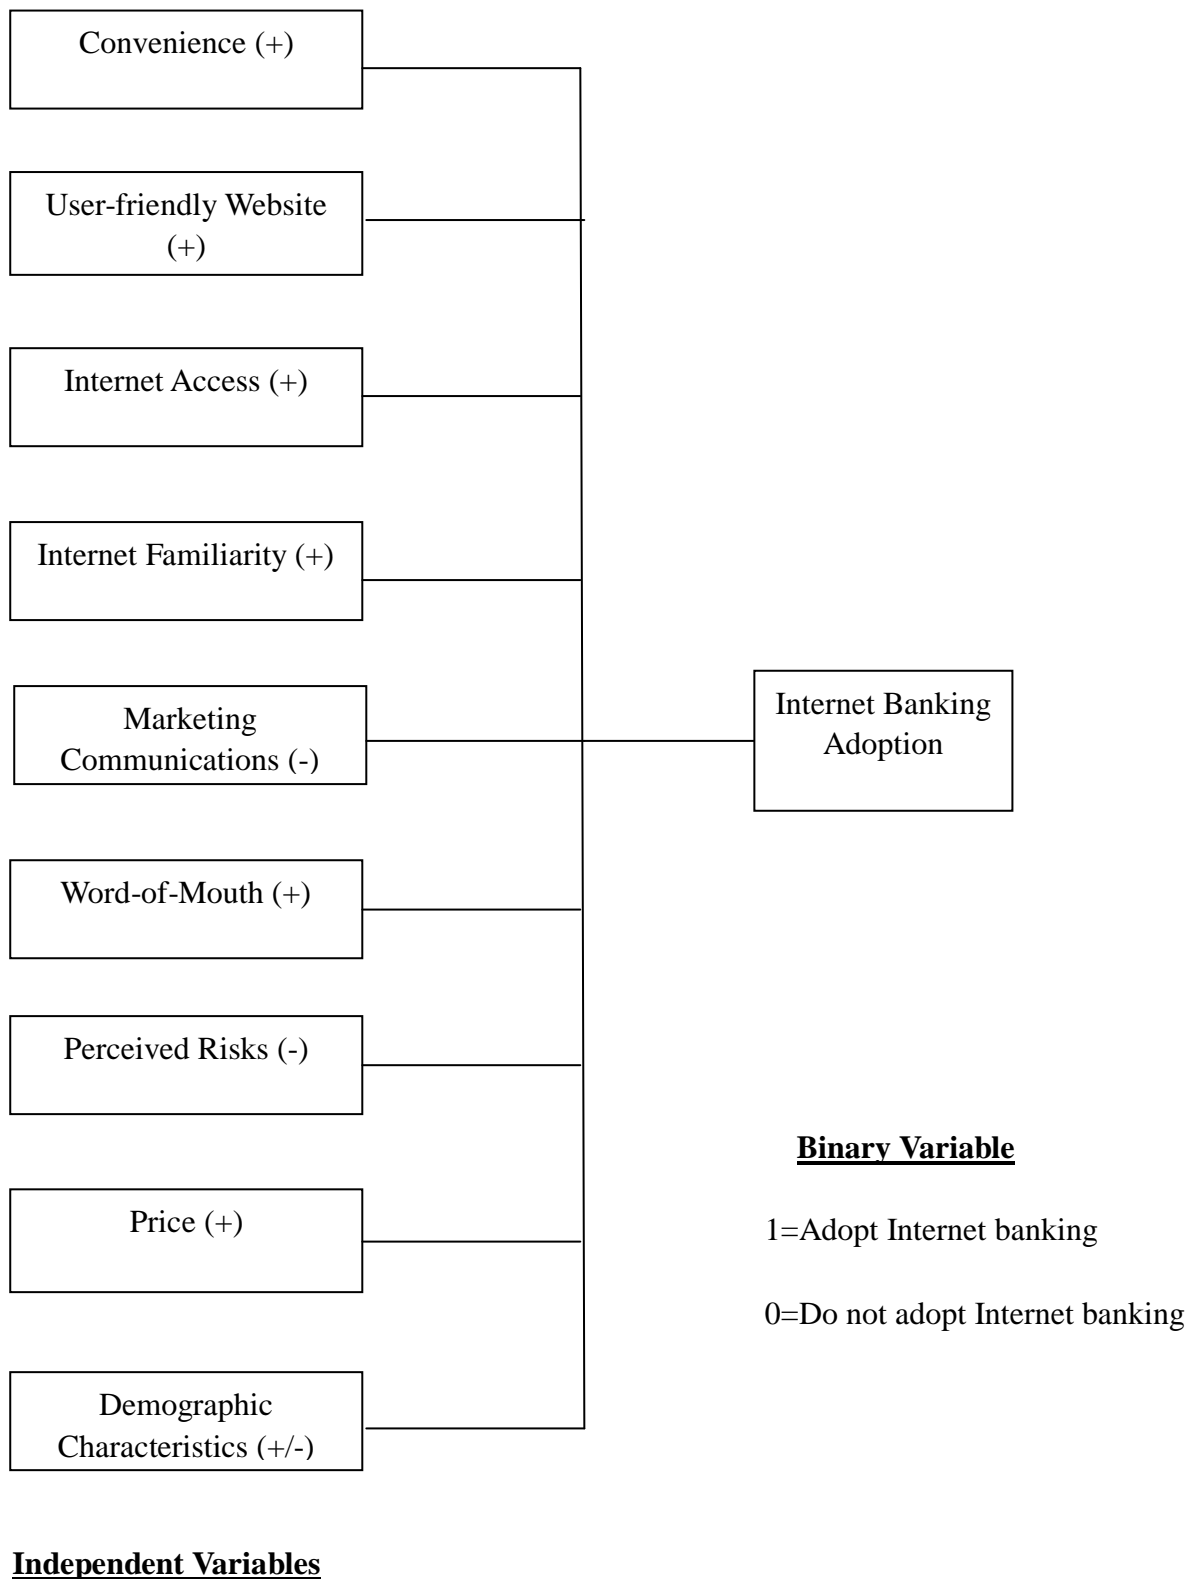 Convenience (+)
User-friendly Website
(+)
Internet Access (+)
Internet Familiarity (+)
Marketing
Communications (-)
Internet Banking
Adoption
Word-of-Mouth (+)
Perceived Risks (-)
Binary Variable
Price (+)
1=Adopt Internet banking
0=Do not adopt Internet banking
Demographic
Characteristics (+/-)
Independent Variables